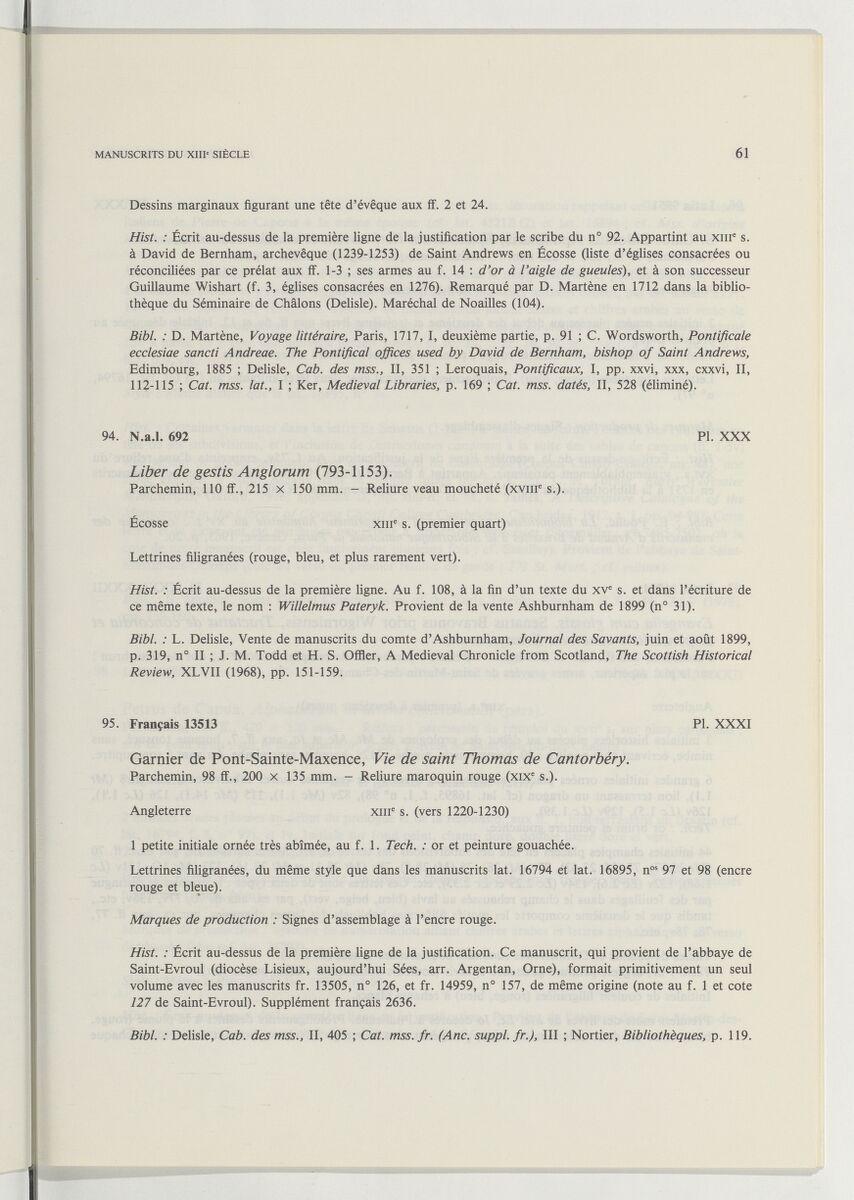 MANUSCRITS DU XIIIe SIÈCLE 61
Dessins marginaux figurant une tête d'évêque aux ff. 2 et 24.
Hist. : Écrit au-dessus de la première ligne de la justification par le scribe du n° 92. Appartint au XIIIe s.
à David de Bernham, archevêque (1239-1253) de Saint Andrews en Écosse (liste d'églises consacrées ou
réconciliées par ce prélat aux ff. 1-3 ; ses armes au f. 14 : d'or à l'aigle de gueules), et à son successeur
Guillaume Wishart (f. 3, églises consacrées en 1276). Remarqué par D. Martène en 1712 dans la biblio-
thèque du Séminaire de Châlons (Delisle). Maréchal de Noailles (104).
Bibl. : D. Martène, Voyage littéraire, Paris, 1717, I, deuxième partie, p. 91 ; C. Wordsworth, Pontificale
ecclesiae sancti Andreae. The Pontifical offices used by David de Bernham, bishop of Saint Andrews,
Edimbourg, 1885 ; Delisle, Cab. des mss., II, 351 ; Leroquais, Pontificaux, I, pp. xxvi, xxx, cxxvi, II,
112-115 ; Cat. mss. lat., I ; Ker, Medieval Libraries, p. 169 ; Cat. mss. datés, II, 528 (éliminé).
94. N.a.l. 692 Pl. XXX
Liber de gestis Anglorum (793-1153).
Parchemin, 110 ff., 215 × 150 mm. — Reliure veau moucheté (XVIIIe s.).
Écosse XIIIe s. (premier quart)
Lettrines filigranées (rouge, bleu, et plus rarement vert).
Hist. : Écrit au-dessus de la première ligne. Au f. 108, à la fin d'un texte du XVe s. et dans l'écriture de
ce même texte, le nom : Willelmus Pateryk. Provient de la vente Ashburnham de 1899 (n° 31).
Bibl. : L. Delisle, Vente de manuscrits du comte d'Ashburnham, Journal des Savants, juin et août 1899,
p. 319, n° II ; J. M. Todd et H. S. Offler, A Medieval Chronicle from Scotland, The Scottish Historical
Review, XLVII (1968), pp. 151-159.
95. Français 13513 Pl. XXXI
Garnier de Pont-Sainte-Maxence, Vie de saint Thomas de Cantorbéry.
Parchemin, 98 ff., 200 × 135 mm. — Reliure maroquin rouge (XIXe s.).
Angleterre XIIIe s. (vers 1220-1230)
1 petite initiale ornée très abîmée, au f. 1. Tech. : or et peinture gouachée.
Lettrines filigranées, du même style que dans les manuscrits lat. 16794 et lat. 16895, nos 97 et 98 (encre
rouge et bleue).
Marques de production : Signes d'assemblage à l'encre rouge.
Hist. : Écrit au-dessus de la première ligne de la justification. Ce manuscrit, qui provient de l'abbaye de
Saint-Evroul (diocèse Lisieux, aujourd'hui Sées, arr. Argentan, Orne), formait primitivement un seul
volume avec les manuscrits fr. 13505, n° 126, et fr. 14959, n° 157, de même origine (note au f. 1 et cote
127 de Saint-Evroul). Supplément français 2636.
Bibl. : Delisle, Cab. des mss., II, 405 ; Cat. mss. fr. (Anc. suppl. fr.), III ; Nortier, Bibliothèques, p. 119.